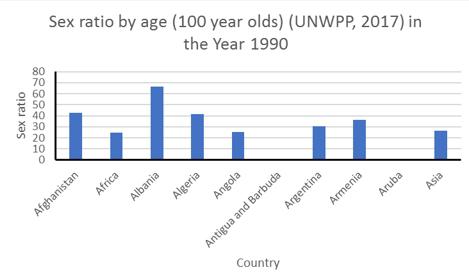 Sex ratio by age (100 year olds) (UNWPP, 2017) in
the Year 1990
80
70
60
50
40
30
20
10
0
Sex ratio
Afghanistan
Africa
Albania
Algeria
Angola
Antigua and Barbuda
Argentina
Armenia
Aruba
Asia
Country